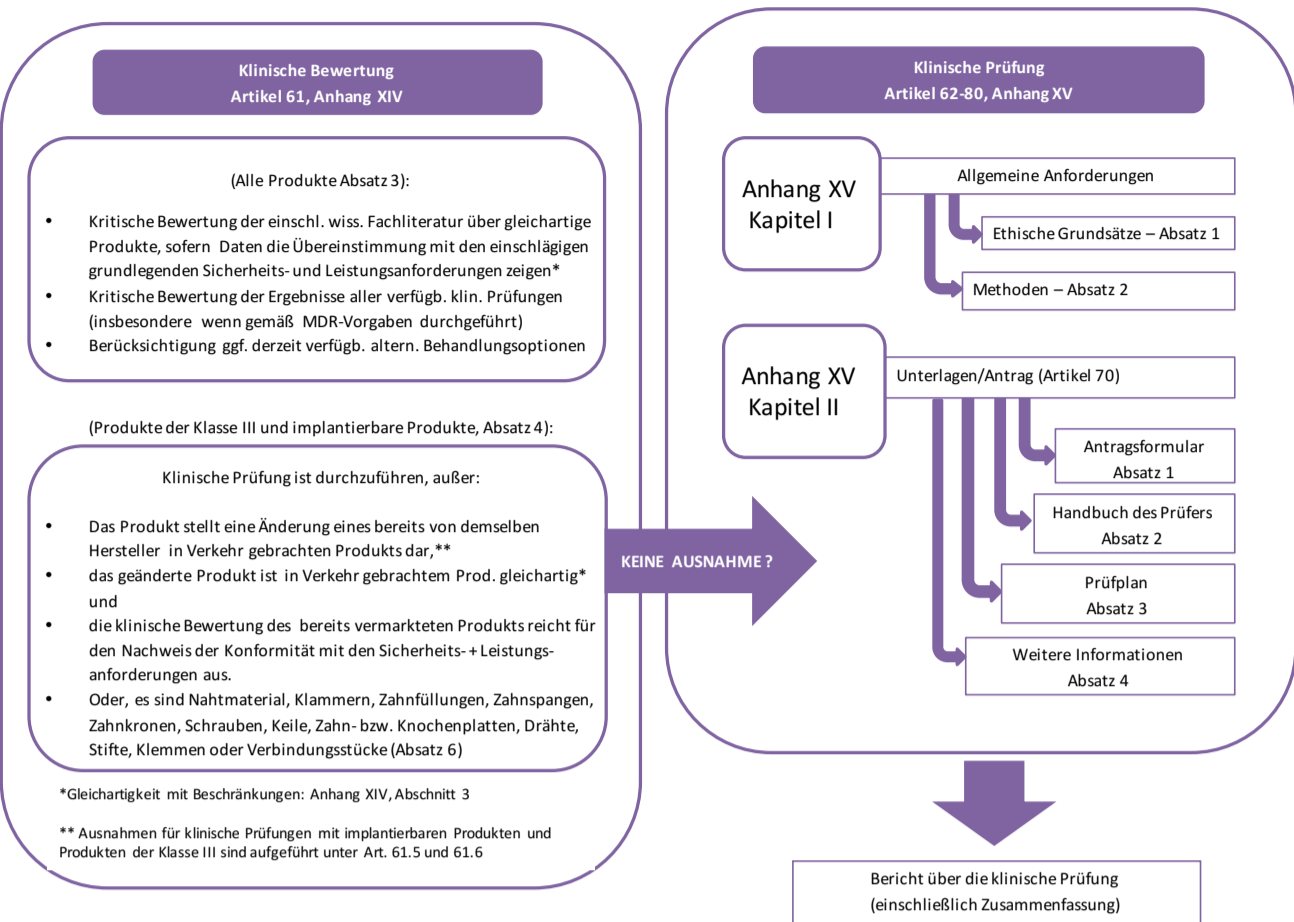 Klinische Bewertung
Artikel 61, Anhang XIV
(Alle Produkte Absatz 3):
• Kritische Bewertung der einschl. wiss. Fachliteratur über gleichartige
Produkte, sofern Daten die Übereinstimmung mit den einschlägigen
grundlegenden Sicherheits- und Leistungsanforderungen zeigen*
• Kritische Bewertung der Ergebnisse aller verfügb. klin. Prüfungen
(insbesondere wenn gemäß MDR-Vorgaben durchgeführt)
• Berücksichtigung ggf. derzeit verfügb. altern. Behandlungsoptionen
(Produkte der Klasse III und implantierbare Produkte, Absatz 4):
Klinische Prüfung ist durchzuführen, außer:
• Das Produkt stellt eine Änderung eines bereits von demselben
Hersteller in Verkehr gebrachten Produkts dar,**
• das geänderte Produkt ist in Verkehr gebrachtem Prod. gleichartig*
und
• die klinische Bewertung des bereits vermarkteten Produkts reicht für
den Nachweis der Konformität mit den Sicherheits- + Leistungs-
anforderungen aus.
• Oder, es sind Nahtmaterial, Klammern, Zahnfüllungen, Zahnspangen,
Zahnkronen, Schrauben, Keile, Zahn- bzw. Knochenplatten, Drähte,
Stifte, Klemmen oder Verbindungsstücke (Absatz 6)
*Gleichartigkeit mit Beschränkungen: Anhang XIV, Abschnitt 3
** Ausnahmen für klinische Prüfungen mit implantierbaren Produkten und
Produkten der Klasse III sind aufgeführt unter Art. 61.5 und 61.6
KEINE AUSNAHME ?
Klinische Prüfung
Artikel 62-80, Anhang XV
Anhang XV
Kapitel I
Allgemeine Anforderungen
Ethische Grundsätze – Absatz 1
Methoden – Absatz 2
Anhang XV
Kapitel II
Unterlagen/Antrag (Artikel 70)
Antragsformular
Absatz 1
Handbuch des Prüfers
Absatz 2
Prüfplan
Absatz 3
Weitere Informationen
Absatz 4
Bericht über die klinische Prüfung
(einschließlich Zusammenfassung)